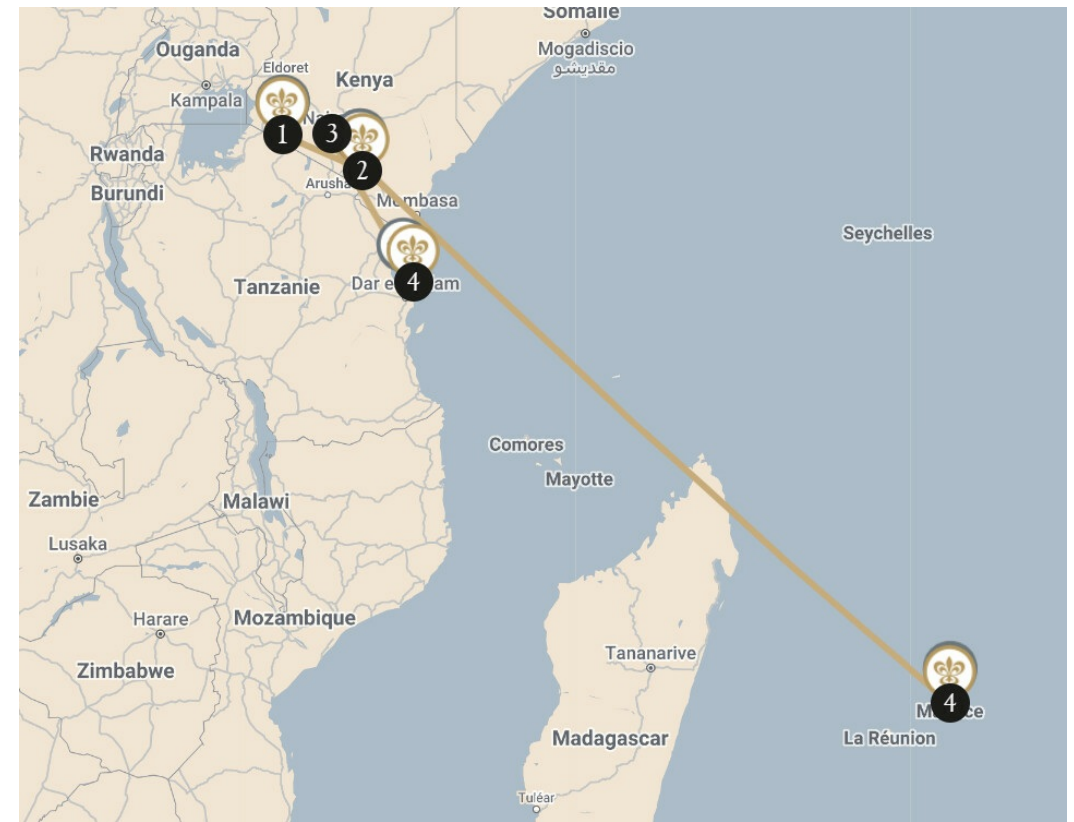 Somalie
Ouganda
Mogadiscio
مقديشو
Eldoret
Kenya
Kampala
1
3
2
Rwanda
Arusha
Burundi
Mombasa
Seychelles
Tanzanie
4
Comores
Mayotte
Zambie
Malawi
Lusaka
Harare
Mozambique
Tananarive
Zimbabwe
4
La Réunion
Madagascar
Tuléar